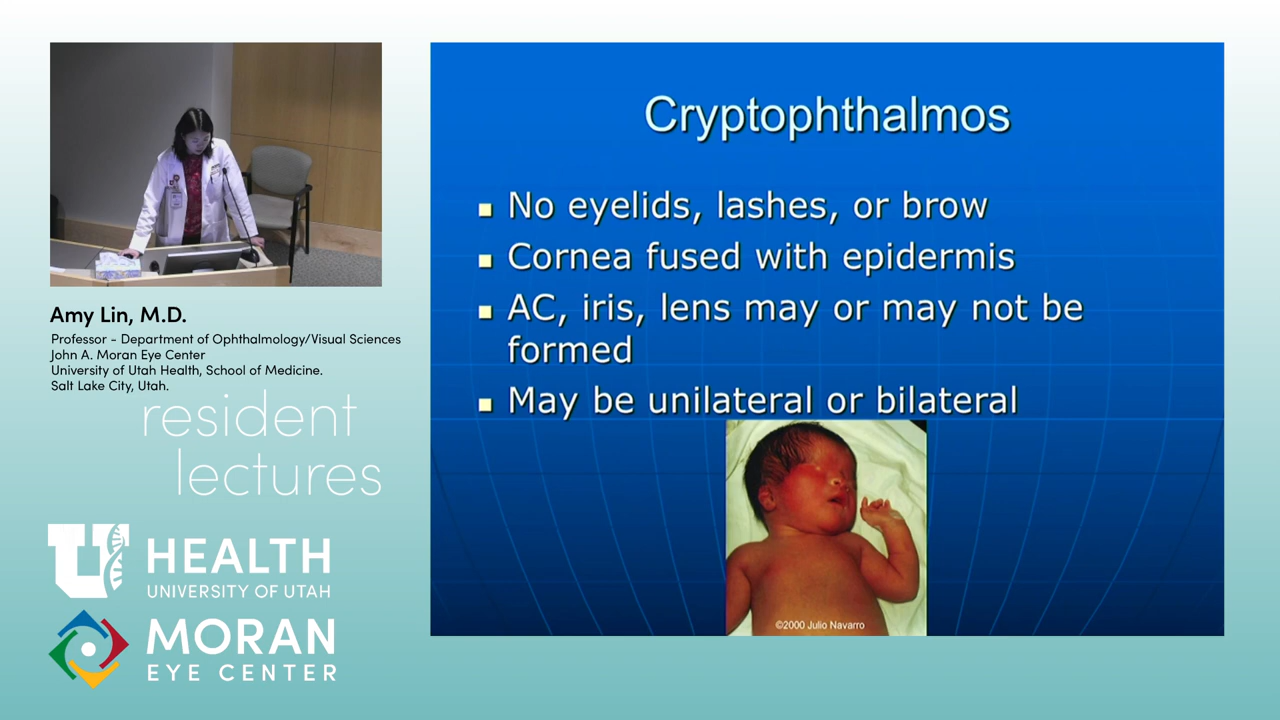 Amy Lin, M.D.
Professor - Department of Ophthalmology/Visual Sciences
John A. Moran Eye Center
University of Utah Health, School of Medicine.
Salt Lake City, Utah.
resident
lectures
U
HEALTH
UNIVERSITY OF UTAH
MORAN
EYE CENTER
Cryptophthalmos
No eyelids, lashes, or brow
Cornea fused with epidermis
AC, iris, lens may or may not be
formed
May be unilateral or bilateral
©2000 Julio Navarro